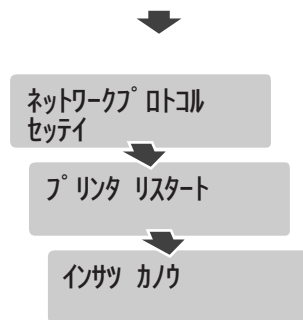 ネットワークプロトコル
セッテイ
プリンタ リスタート
インサツ カノウ